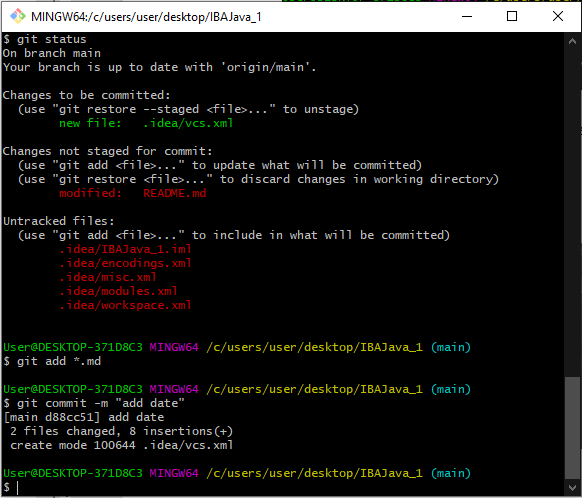 MINGW64:/c/users/user/desktop/IBAJava_1
$ git status
On branch main
Your branch is up to date with 'origin/main'.
Changes to be committed:
  (use "git restore --staged <file>..." to unstage)
        new file:   .idea/vcs.xml
Changes not staged for commit:
  (use "git add <file>..." to update what will be committed)
  (use "git restore <file>..." to discard changes in working directory)
        modified:   README.md
Untracked files:
  (use "git add <file>..." to include in what will be committed)
        .idea/IBAJava_1.iml
        .idea/encodings.xml
        .idea/misc.xml
        .idea/modules.xml
        .idea/workspace.xml
User@DESKTOP-371D8C3 MINGW64 /c/users/user/desktop/IBAJava_1 (main)
$ git add *.md
User@DESKTOP-371D8C3 MINGW64 /c/users/user/desktop/IBAJava_1 (main)
$ git commit -m "add date"
[main d88cc51] add date
 2 files changed, 8 insertions(+)
 create mode 100644 .idea/vcs.xml
User@DESKTOP-371D8C3 MINGW64 /c/users/user/desktop/IBAJava_1 (main)
$